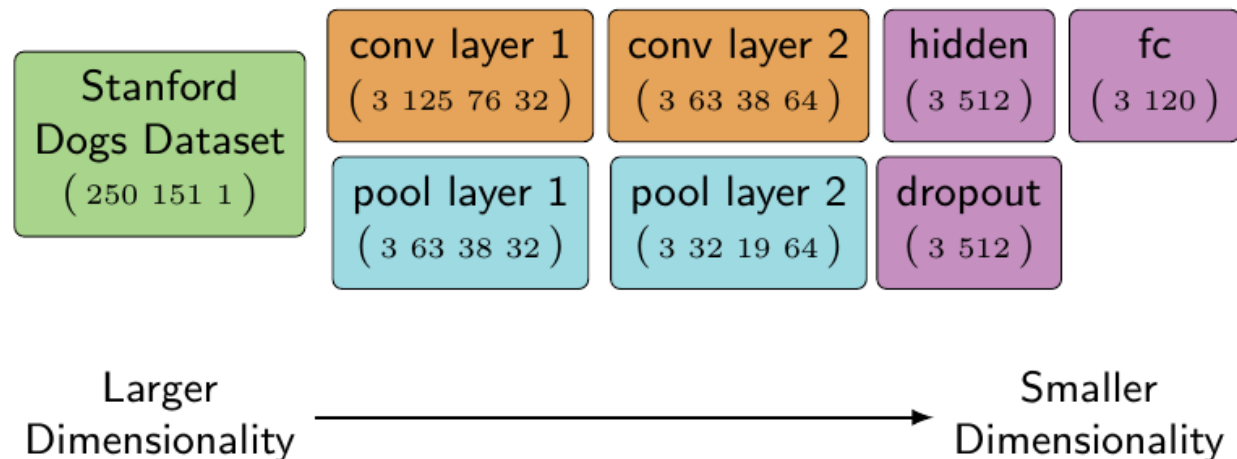 Stanford
Dogs Dataset
( 250 151 1 )
conv layer 1
( 3 125 76 32 )
pool layer 1
( 3 63 38 32 )
conv layer 2
( 3 63 38 64 )
pool layer 2
( 3 32 19 64 )
hidden
( 3 512 )
dropout
( 3 512 )
fc
( 3 120 )
Larger
Dimensionality
Smaller
Dimensionality